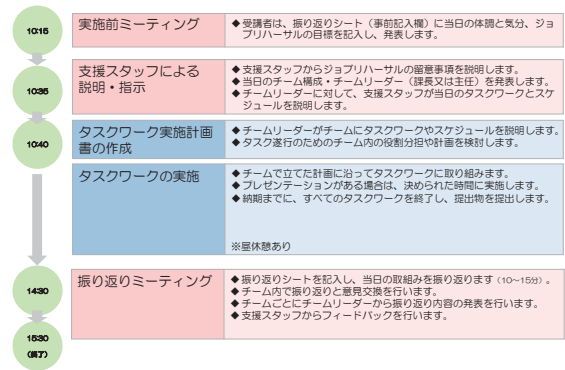 10:15
実施前ミーティング
◆受講者は、振り返りシート（事前記入欄）に当日の体調と気分、ジョ
ブリハーサルの目標を記入し、発表します。
10:35
支援スタッフによる
説明・指示
◆支援スタッフからジョブリハーサルの留意事項を説明します。
◆当日のチーム構成・チームリーダー（課長又は主任）を発表します。
◆チームリーダーに対して、支援スタッフが当日のタスクワークとスケ
ジュールを説明します。
10:40
タスクワーク実施計画
書の作成
◆チームリーダーがチームにタスクワークやスケジュールを説明します。
◆タスク遂行のためのチーム内の役割分担や計画を検討します。
タスクワークの実施
◆チームで立てた計画に沿ってタスクワークに取り組みます。
◆プレゼンテーションがある場合は、決められた時間に実施します。
◆納期までに、すべてのタスクワークを終了し、提出物を提出します。
※昼休憩あり
14:30
振り返りミーティング
◆振り返りシートを記入し、当日の取組みを振り返ります（10～15分）。
◆チーム内で振り返りと意見交換を行います。
◆チームごとにチームリーダーから振り返り内容の発表を行います。
◆支援スタッフからフィードバックを行います。
15:30
（終了）